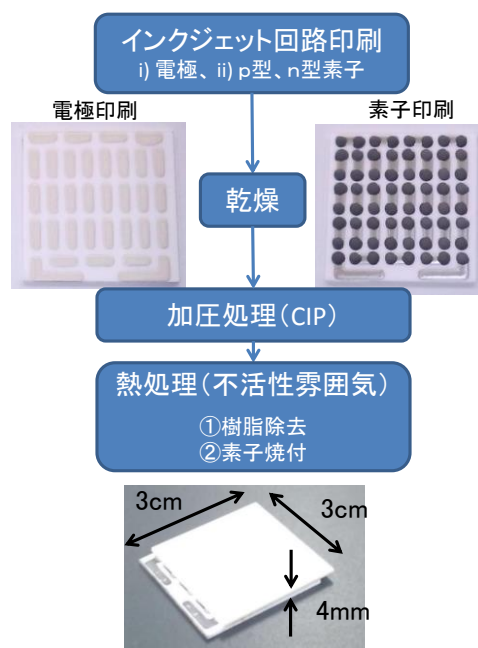 インクジェット回路印刷
i) 電極、ii) p型、n型素子
電極印刷
素子印刷
乾燥
加圧処理(CIP)
熱処理(不活性雰囲気)
①樹脂除去
②素子焼付
3cm
3cm
4mm